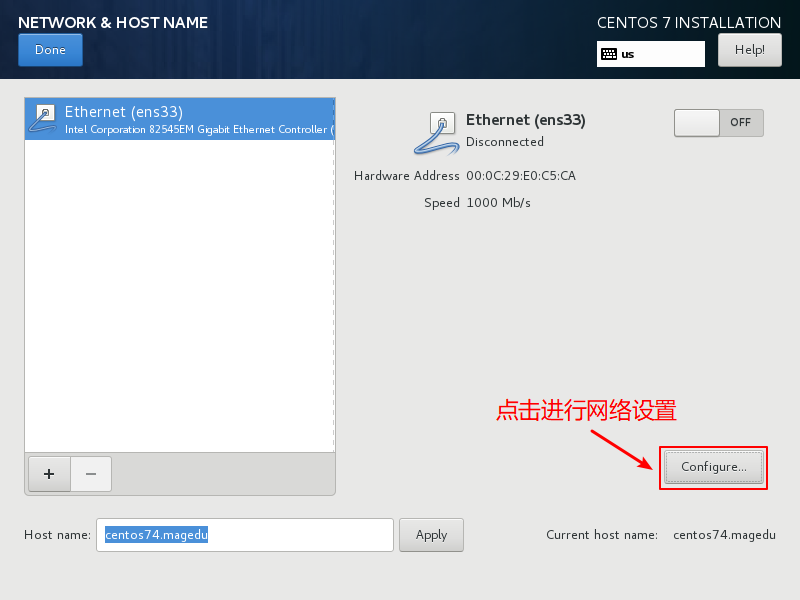 NETWORK & HOST NAME
CENTOS 7 INSTALLATION
Done
us
Help!
Ethernet (ens33)
Intel Corporation 82545EM Gigabit Ethernet Controller (
Ethernet (ens33)
Disconnected
OFF
Hardware Address 00:0C:29:E0:C5:CA
Speed 1000 Mb/s
点击进行网络设置
Configure...
+ −
Host name: centos74.magedu Apply
Current host name: centos74.magedu